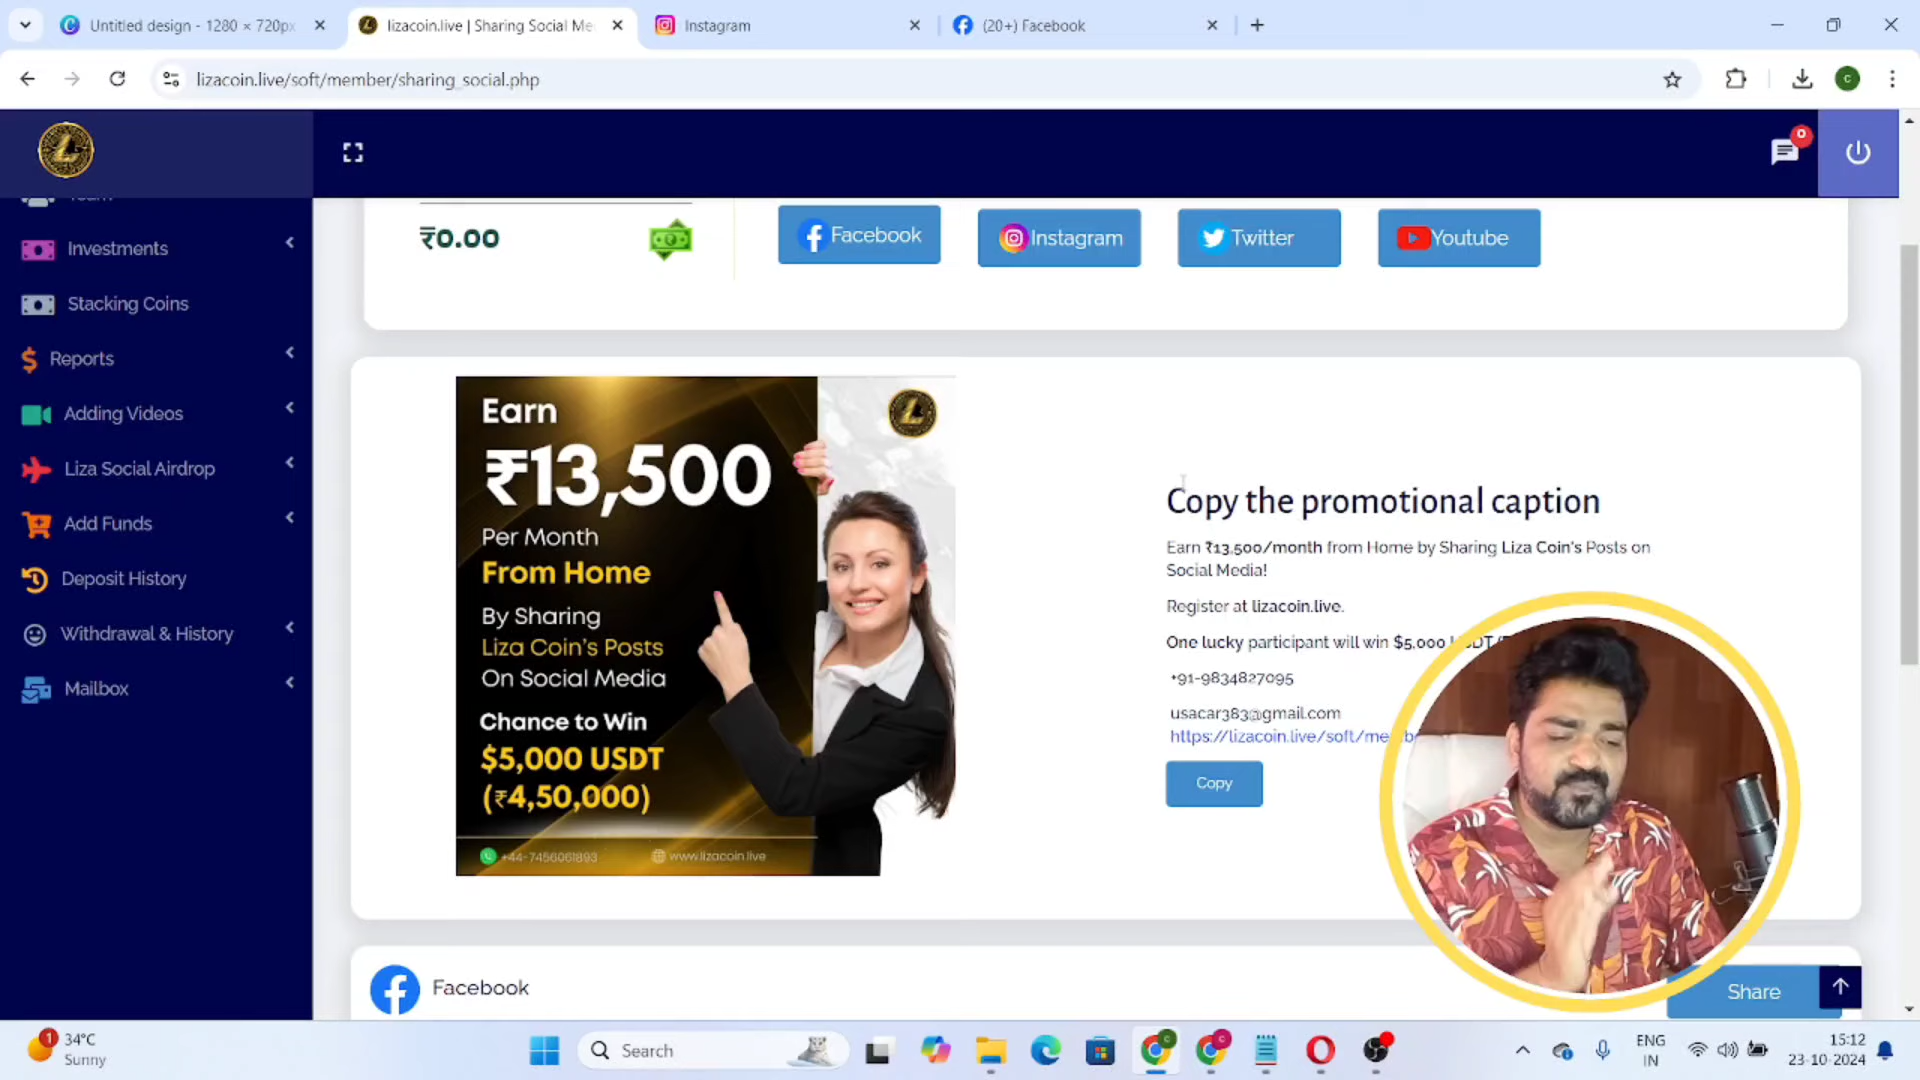 Untitled design - 1280 × 720px
lizacoin.live | Sharing Social Me
Instagram
(20+) Facebook
lizacoin.live/soft/member/sharing_social.php
C
0
Investments
Stacking Coins
Reports
Adding Videos
Liza Social Airdrop
Add Funds
Deposit History
Withdrawal & History
Mailbox
₹0.00
Facebook
Instagram
Twitter
Youtube
Earn
₹13,500
Per Month
From Home
By Sharing
Liza Coin's Posts
On Social Media
Chance to Win
$5,000 USDT
(₹4,50,000)
+44-7456061893
www.lizacoin.live
Copy the promotional caption
Earn ₹13,500/month from Home by Sharing Liza Coin's Posts on
Social Media!
Register at lizacoin.live.
One lucky participant will win $5,000
+91-9834827095
usacar383@gmail.com
https://lizacoin.live/soft/me
Copy
Facebook
Share
1
34°C
Sunny
Search
ENG
IN
15:12
23-10-2024